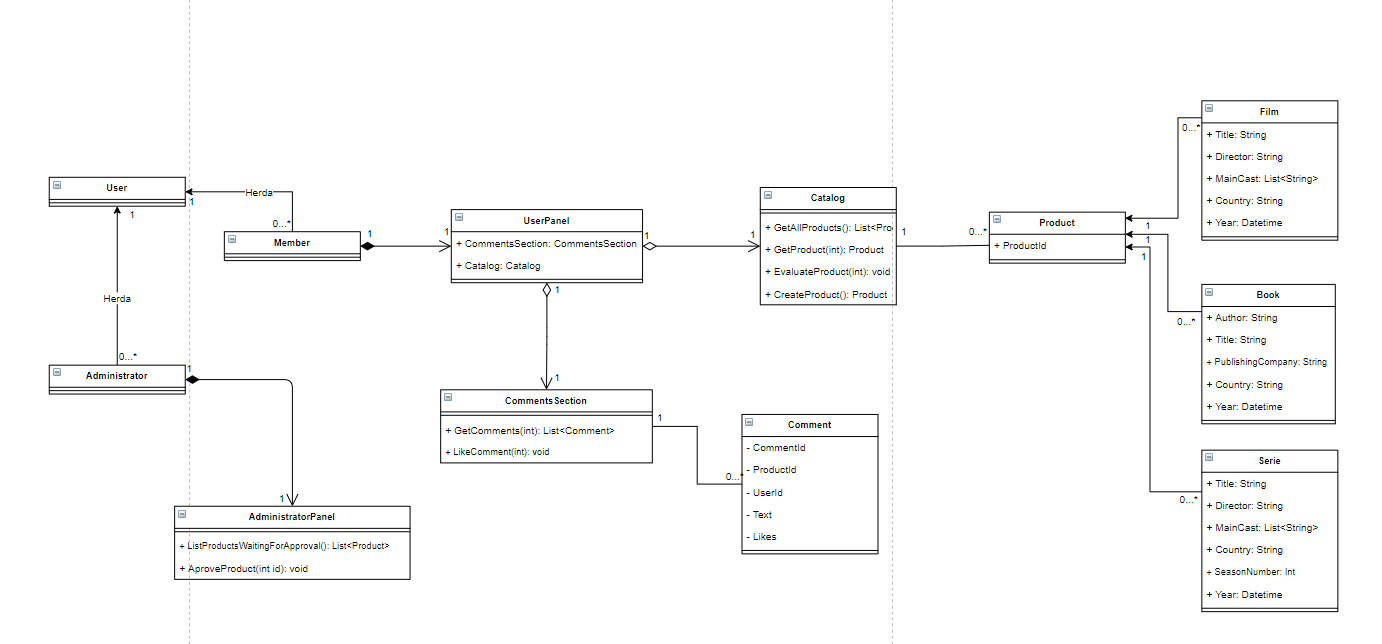 User
1
1
Herda
0...*
Administrator
1
Herda
0...*
Member
1
1
UserPanel
+ CommentsSection: CommentsSection
+ Catalog: Catalog
1
1
1
1
CommentsSection
+ GetComments(int): List<Comment>
+ LikeComment(int): void
1
0...*
Comment
- CommentId
- ProductId
- UserId
- Text
- Likes
1
AdministratorPanel
+ ListProductsWaitingForApproval(): List<Product>
+ AproveProduct(int id): void
Catalog
+ GetAllProducts(): List<Pro
+ GetProduct(int): Product
+ EvaluateProduct(int): void
+ CreateProduct(): Product
1
0...*
Product
+ ProductId
1
1
1
0...*
Film
+ Title: String
+ Director: String
+ MainCast: List<String>
+ Country: String
+ Year: Datetime
0...*
Book
+ Author: String
+ Title: String
+ PublishingCompany: String
+ Country: String
+ Year: Datetime
0...*
Serie
+ Title: String
+ Director: String
+ MainCast: List<String>
+ Country: String
+ SeasonNumber: Int
+ Year: Datetime